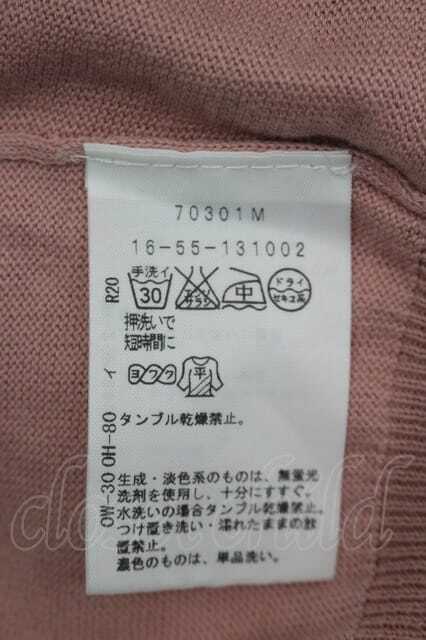 70301M
16-55-131002
手洗イ
30
エンソ
サラシ
中
ドライ
セキユ系
押洗いで
短時間に
ヨワク
平
タンブル乾燥禁止。
生成・淡色系のものは、無蛍光
洗剤を使用し、十分にすすぐ。
水洗いの場合タンブル乾燥禁止。
つけ置き洗い・濡れたままの放
置禁止。
濃色のものは、単品洗い。
R20
イ
OW-30 OH-80
closet child